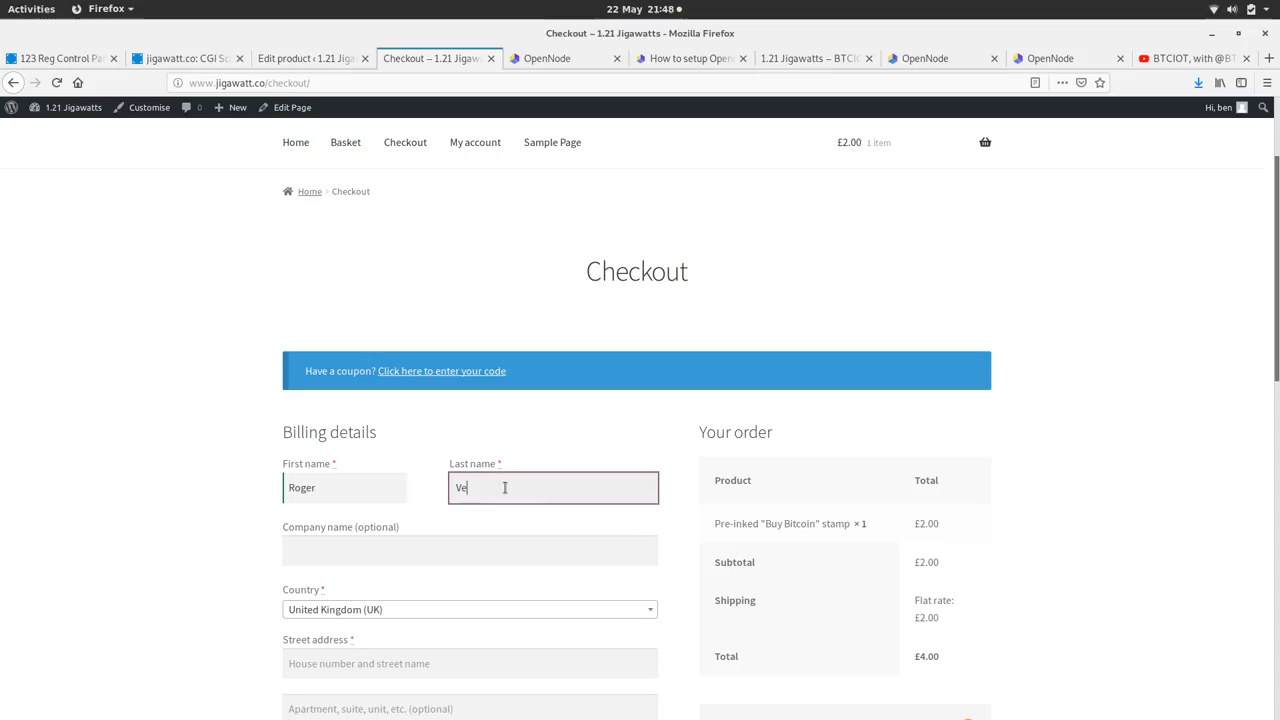 Activities Firefox 22 May 21:48
Checkout – 1.21 Jigawatts - Mozilla Firefox
123 Reg Control Pa jigawatt.co: CGI Sc Edit product ‹ 1.21 Jiga Checkout – 1.21 Jigawa OpenNode How to setup Open 1.21 Jigawatts – BTCIC OpenNode OpenNode BTCIOT, with @BT
www.jigawatt.co/checkout/
1.21 Jigawatts Customise 0 New Edit Page Hi, ben
Home Basket Checkout My account Sample Page £2.00 1 item
Home Checkout
Checkout
Have a coupon? Click here to enter your code
Billing details
First name * Last name *
Roger Ve
Company name (optional)
Country *
United Kingdom (UK)
Street address *
House number and street name
Apartment, suite, unit, etc. (optional)
Your order
Product Total
Pre-inked "Buy Bitcoin" stamp × 1 £2.00
Subtotal £2.00
Shipping Flat rate:
£2.00
Total £4.00